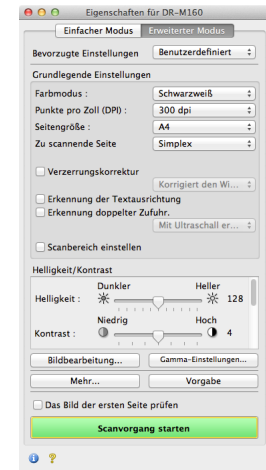 Eigenschaften für DR-M160
Einfacher Modus Erweiterter Modus
Bevorzugte Einstellungen Benutzerdefiniert
Grundlegende Einstellungen
Farbmodus : Schwarzweiß
Punkte pro Zoll (DPI) : 300 dpi
Seitengröße : A4
Zu scannende Seite Simplex
Verzerrungskorrektur
Korrigiert den Wi...
Erkennung der Textausrichtung
Erkennung doppelter Zufuhr.
Mit Ultraschall er...
Scanbereich einstellen
Helligkeit/Kontrast
Dunkler Heller
Helligkeit : 128
Niedrig Hoch
Kontrast : 4
Bildbearbeitung... Gamma-Einstellungen...
Mehr... Vorgabe
Das Bild der ersten Seite prüfen
Scanvorgang starten